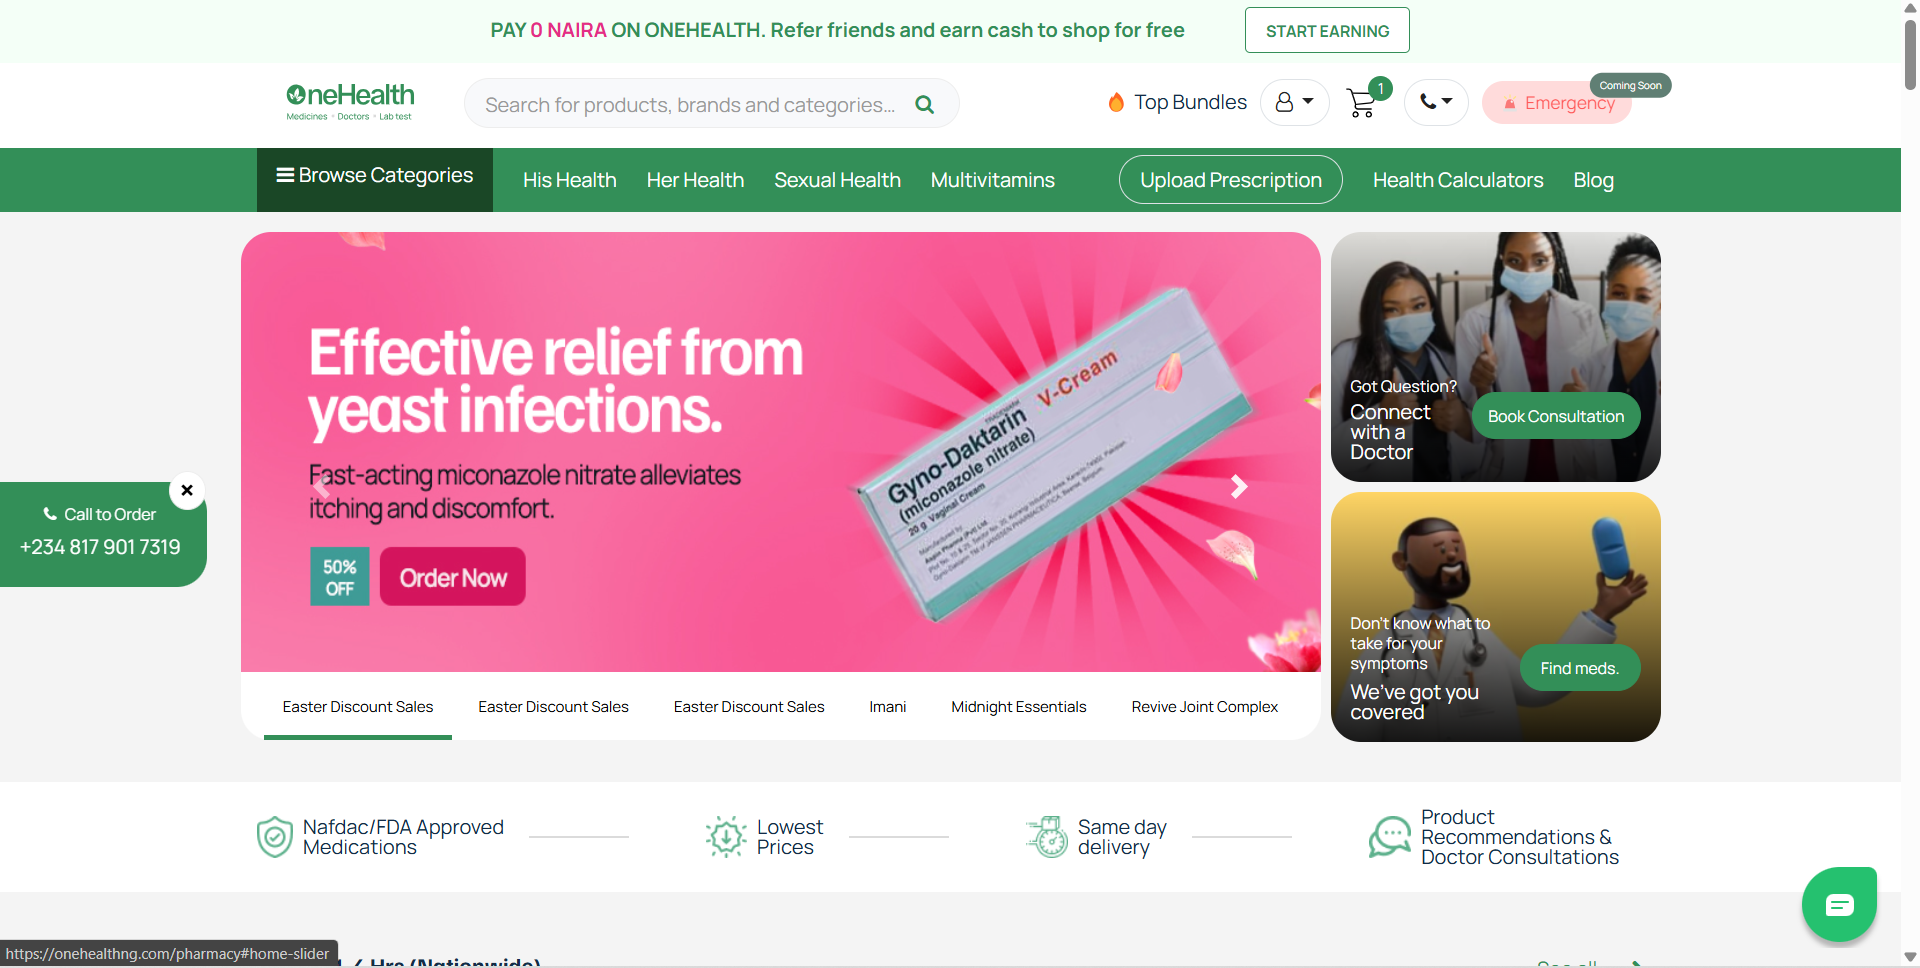 PAY 0 NAIRA ON ONEHEALTH. Refer friends and earn cash to shop for free
START EARNING
OneHealth
Medicines • Doctors • Lab test
Search for products, brands and categories...
Top Bundles
1
Emergency
Coming Soon
Browse Categories
His Health
Her Health
Sexual Health
Multivitamins
Upload Prescription
Health Calculators
Blog
Effective relief from
yeast infections.
Fast-acting miconazole nitrate alleviates
itching and discomfort.
50%
OFF
Order Now
V-Cream
Gyno-Daktarin
(miconazole nitrate)
20 g Vaginal Cream
Manufactured by
Got Question?
Connect
with a
Doctor
Book Consultation
Don't know what to
take for your
symptoms
We've got you
covered
Find meds.
Call to Order
+234 817 901 7319
Easter Discount Sales
Easter Discount Sales
Easter Discount Sales
Imani
Midnight Essentials
Revive Joint Complex
Nafdac/FDA Approved
Medications
Lowest
Prices
Same day
delivery
Product
Recommendations &
Doctor Consultations
https://onehealthng.com/pharmacy#home-slider
Hrs (Nationwide)
See all